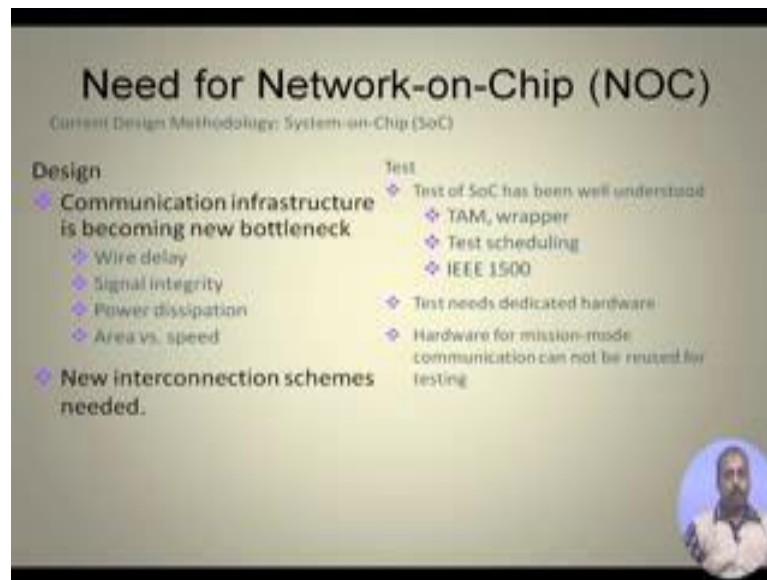 Need for Network-on-Chip (NOC)
Current Design Methodology: System-on-Chip (SoC)
Design
Communication infrastructure
is becoming new bottleneck
Wire delay
Signal integrity
Power dissipation
Area vs. speed
New interconnection schemes
needed.
Test
Test of SoC has been well understood
TAM, wrapper
Test scheduling
IEEE 1500
Test needs dedicated hardware
Hardware for mission-mode
communication can not be reused for
testing